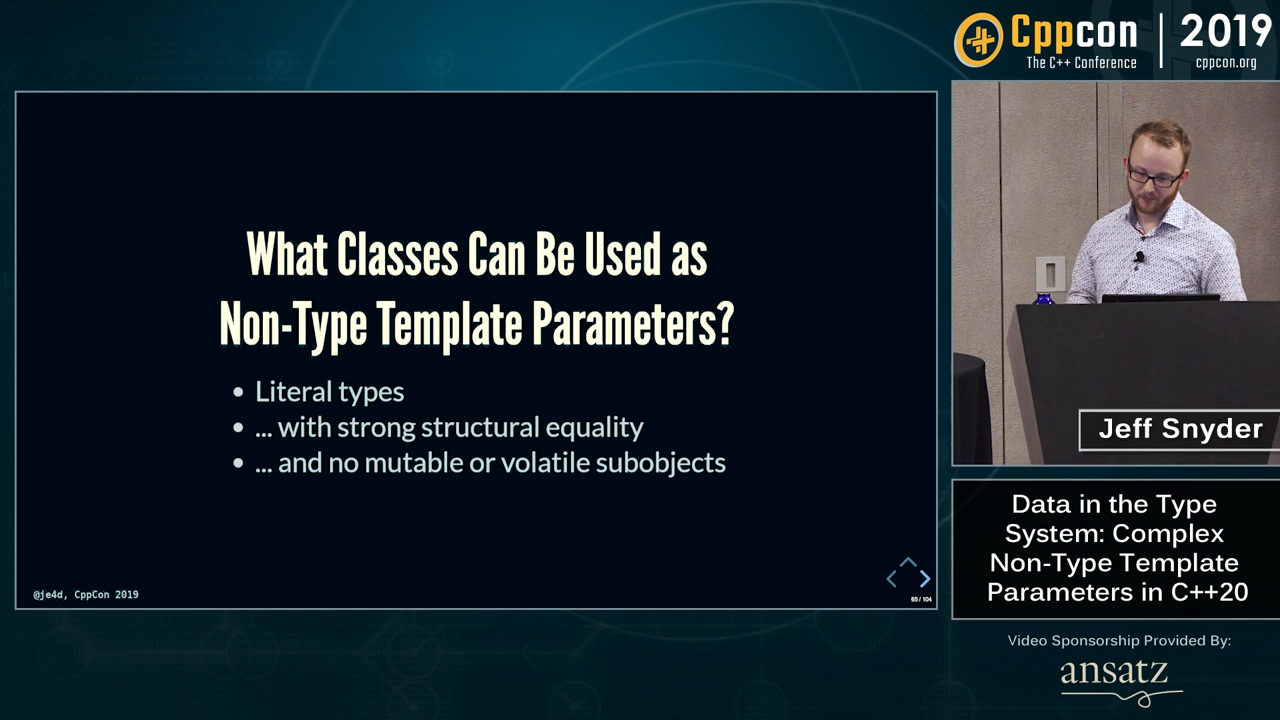 Cppcon | 2019
The C++ Conference
cppcon.org
What Classes Can Be Used as
Non-Type Template Parameters?
• Literal types
• ... with strong structural equality
• ... and no mutable or volatile subobjects
@je4d, CppCon 2019
65 / 104
Jeff Snyder
Data in the Type
System: Complex
Non-Type Template
Parameters in C++20
Video Sponsorship Provided By:
ansatz